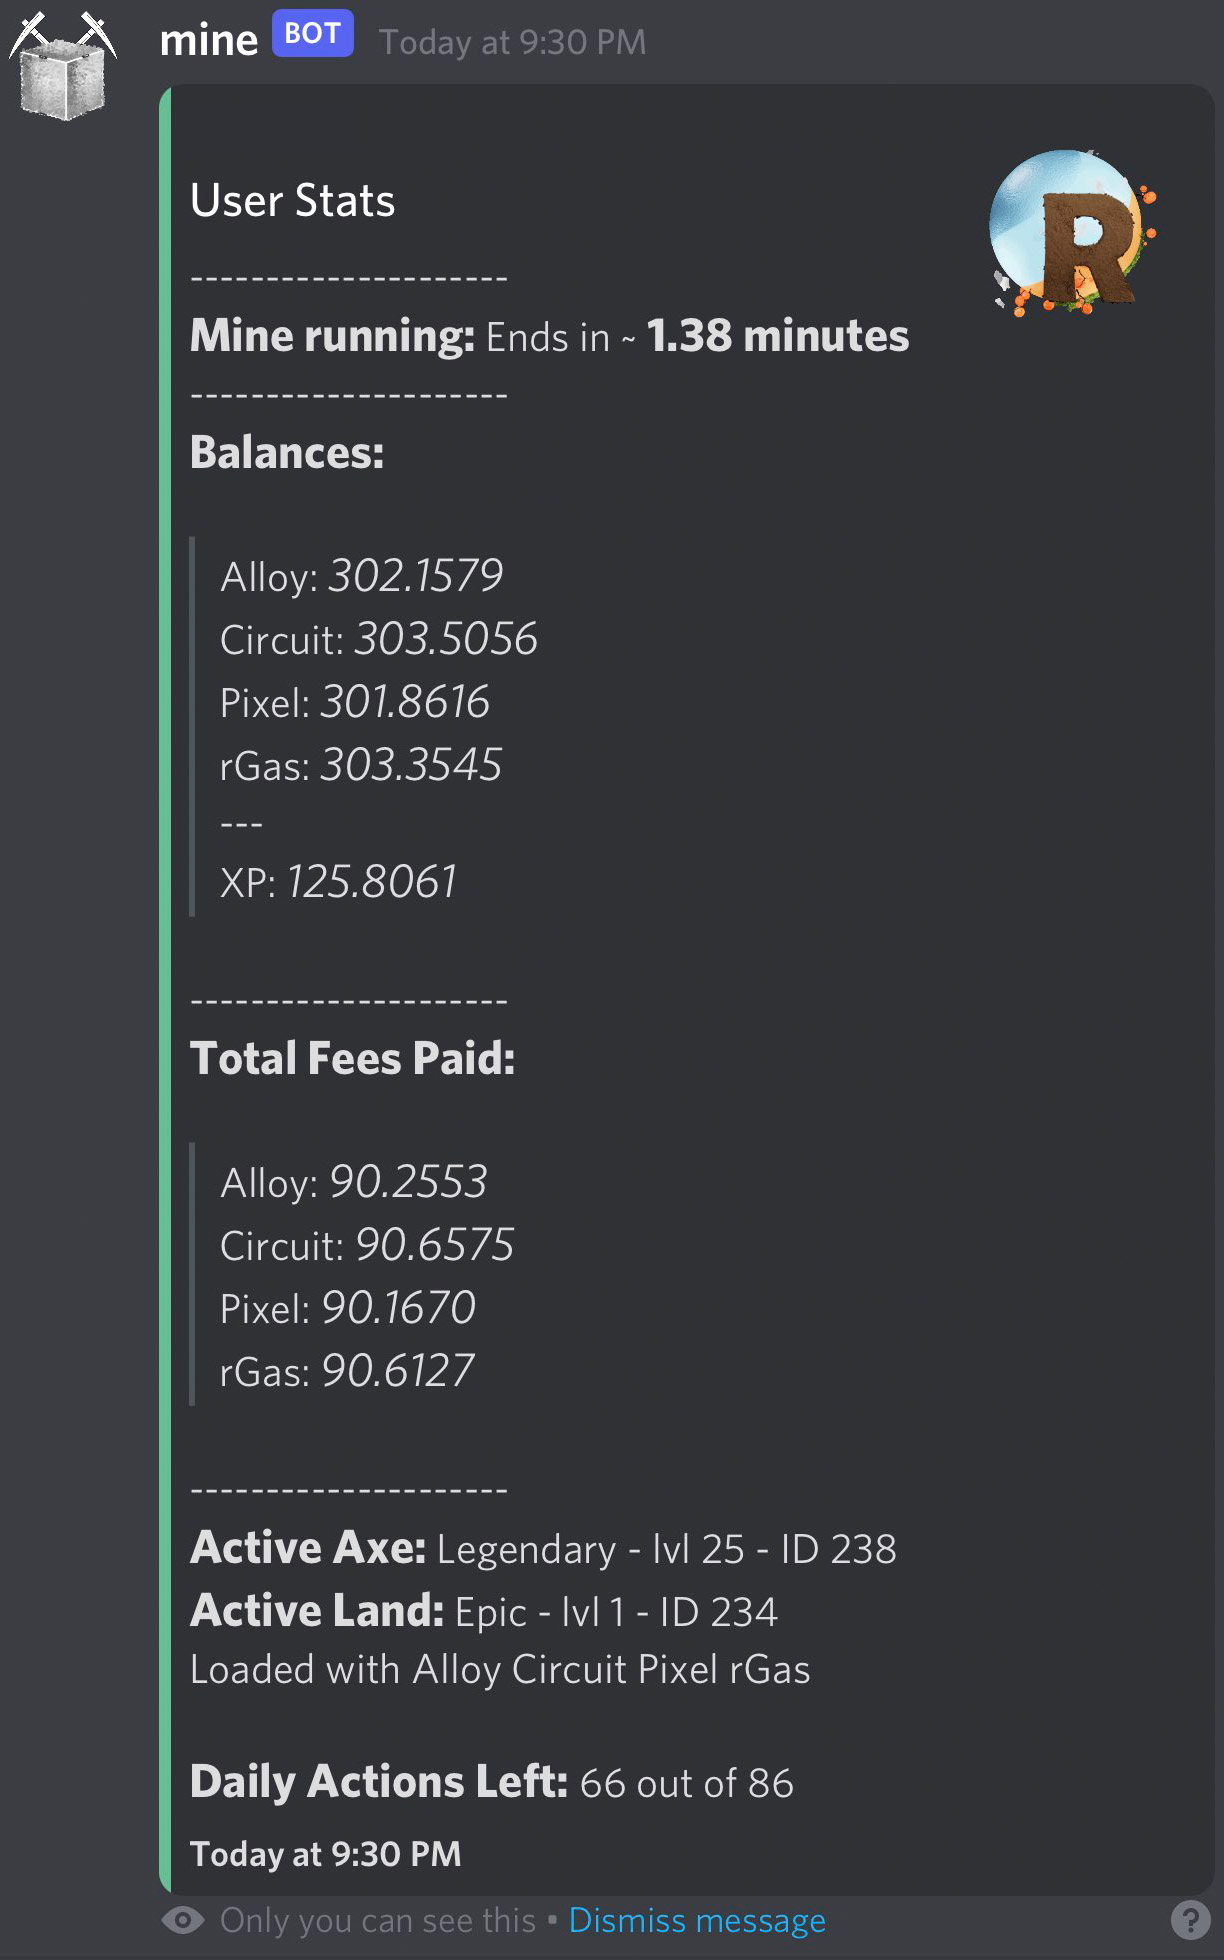 mine BOT Today at 9:30 PM
User Stats
R
---------------------
Mine running: Ends in ~ 1.38 minutes
---------------------
Balances:
Alloy: 302.1579
Circuit: 303.5056
Pixel: 301.8616
rGas: 303.3545
---
XP: 125.8061
---------------------
Total Fees Paid:
Alloy: 90.2553
Circuit: 90.6575
Pixel: 90.1670
rGas: 90.6127
---------------------
Active Axe: Legendary - lvl 25 - ID 238
Active Land: Epic - lvl 1 - ID 234
Loaded with Alloy Circuit Pixel rGas
Daily Actions Left: 66 out of 86
Today at 9:30 PM
Only you can see this • Dismiss message
?